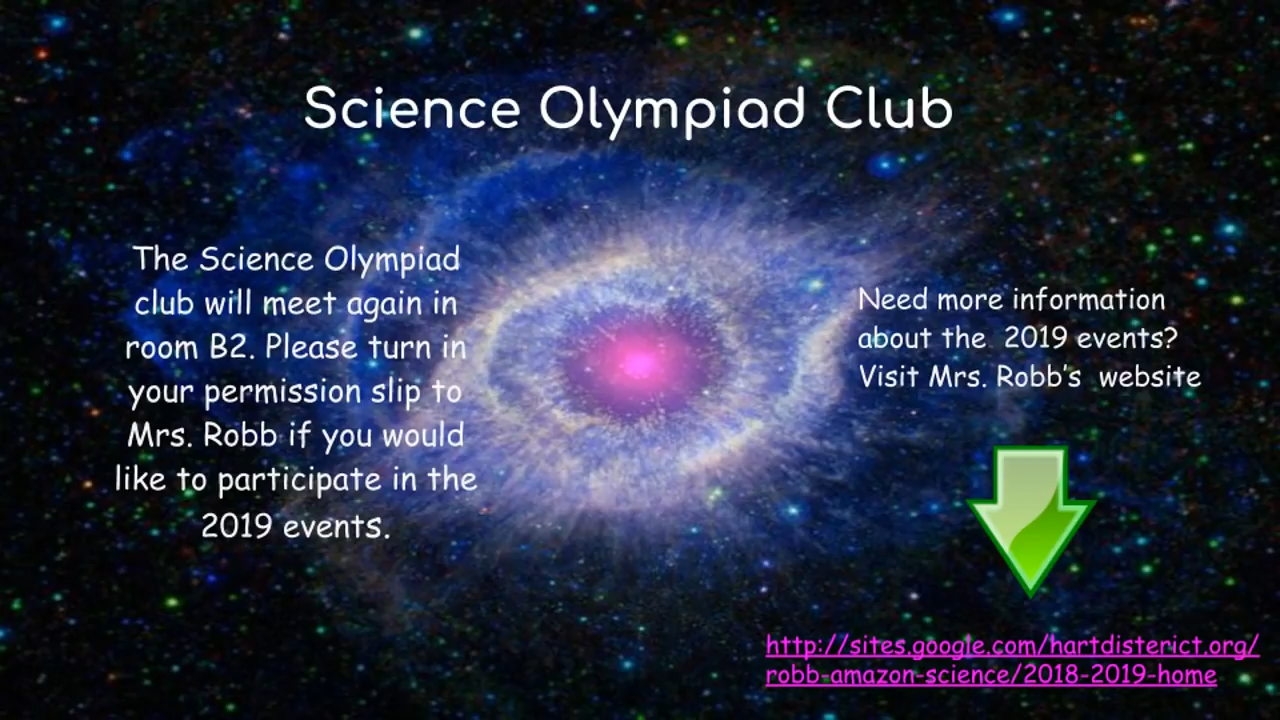 Science Olympiad Club
The Science Olympiad
club will meet again in
room B2. Please turn in
your permission slip to
Mrs. Robb if you would
like to participate in the
2019 events.
Need more information
about the 2019 events?
Visit Mrs. Robb's website
http://sites.google.com/hartdisterict.org/
robb-amazon-science/2018-2019-home